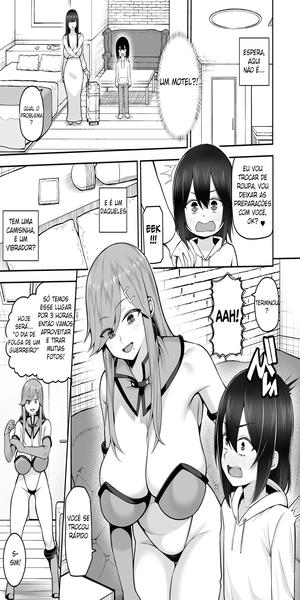 ESPERA,
AQUI
NÃO É...
UM MOTEL?!
QUAL O
PROBLEMA
?
EU VOU
TROCAR DE
ROUPA, VOU
DEIXAR AS
PREPARAÇÕES
COM VOCÊ,
OK?
♥
E É UM
DAQUELES
EEK
!!!
TEM UMA
CAMISINHA,
E UM
VIBRADOR?
TERMINOU
?
AAH!
SÓ TEMOS
ESSE LUGAR
POR 3 HORAS,
ENTÃO VAMOS
APROVEITAR
E TIRAR
MUTIAS
FOTOS!
HOJE
SERÁ...
"O DIA
DE FOLGA DE UM
GUERREIRO"
VOCÊ SE
TROCOU
RÁPIDO
S-
SIM!